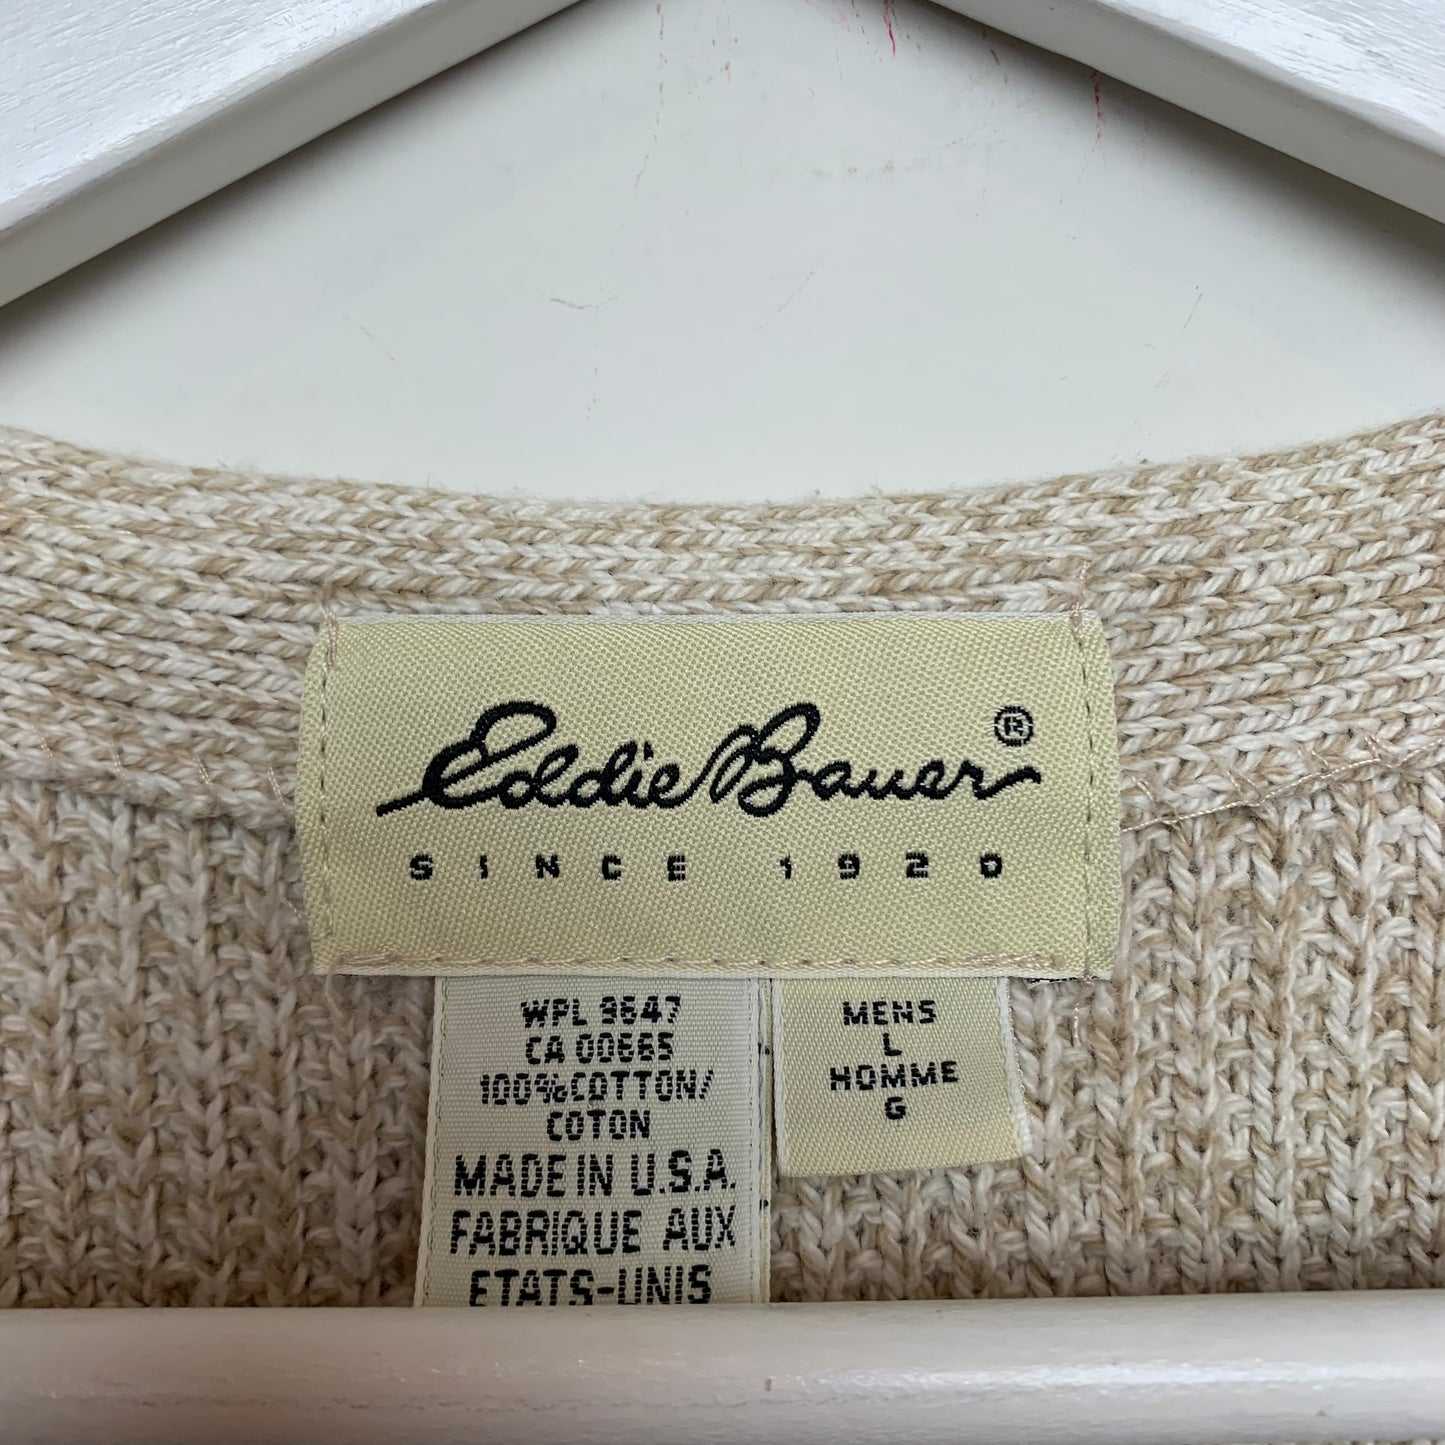 Eddie Bauer®
SINCE 1920
WPL 9647
CA 00665
100% COTTON/
COTON
MADE IN U.S.A.
FABRIQUE AUX
ETATS-UNIS
MENS
L
HOMME
G